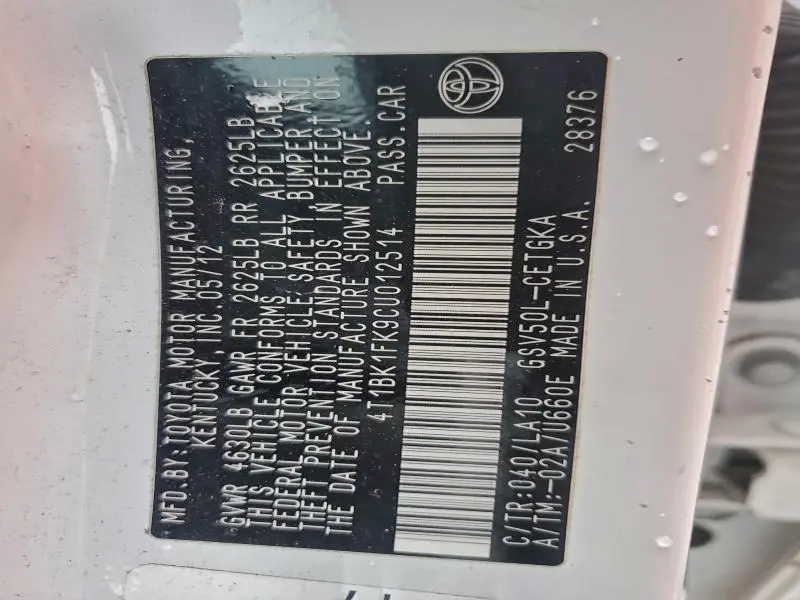 MFD.BY:TOYOTA MOTOR MANUFACTURING,
KENTUCKY, INC.05/12
GVWR 4630LB GAWR FR 2625LB RR 2625LB
THIS VEHICLE CONFORMS TO ALL APPLICABLE
FEDERAL MOTOR VEHICLE SAFETY BUMPER, AND
THEFT PREVENTION STANDARDS IN EFFECT ON
THE DATE OF MANUFACTURE SHOWN ABOVE.
4T1BK1FK9CU012514 PASS.CAR
C/TR:040/LA10 GSV50L-CETGKA
A/TM:-02A/U660E MADE IN U.S.A. 28376